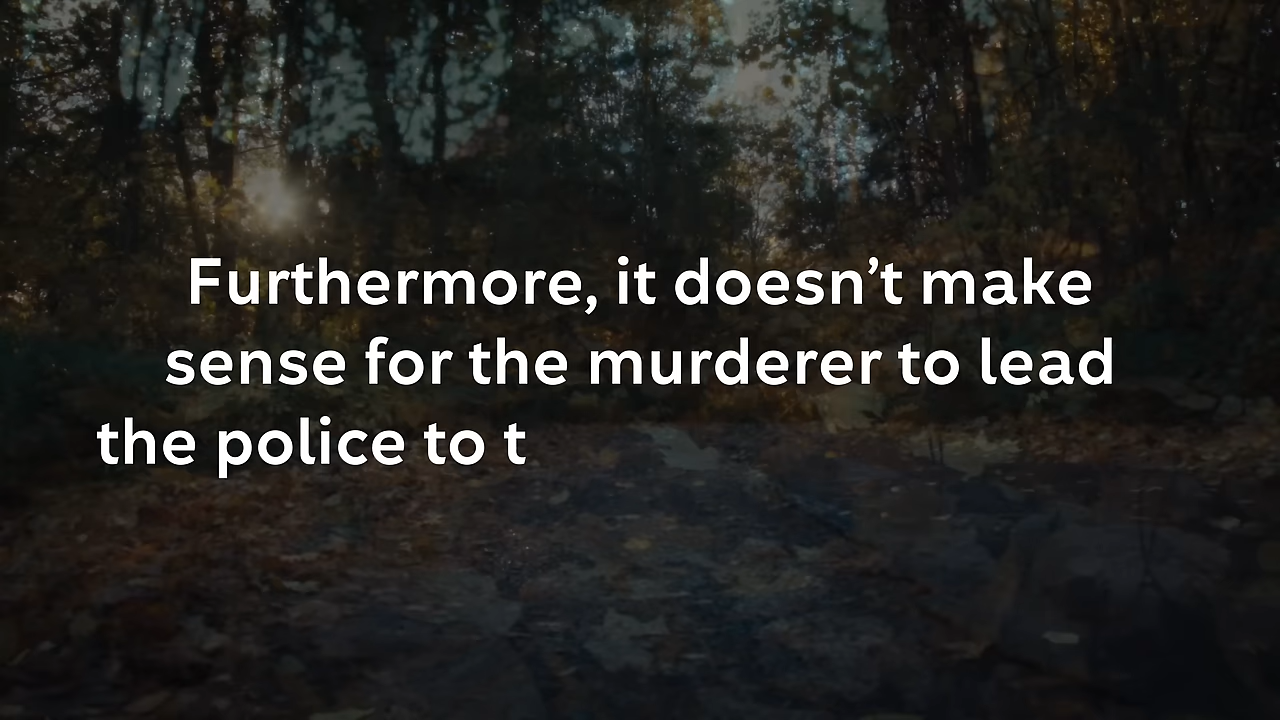 Furthermore, it doesn’t make
sense for the murderer to lead
the police to t